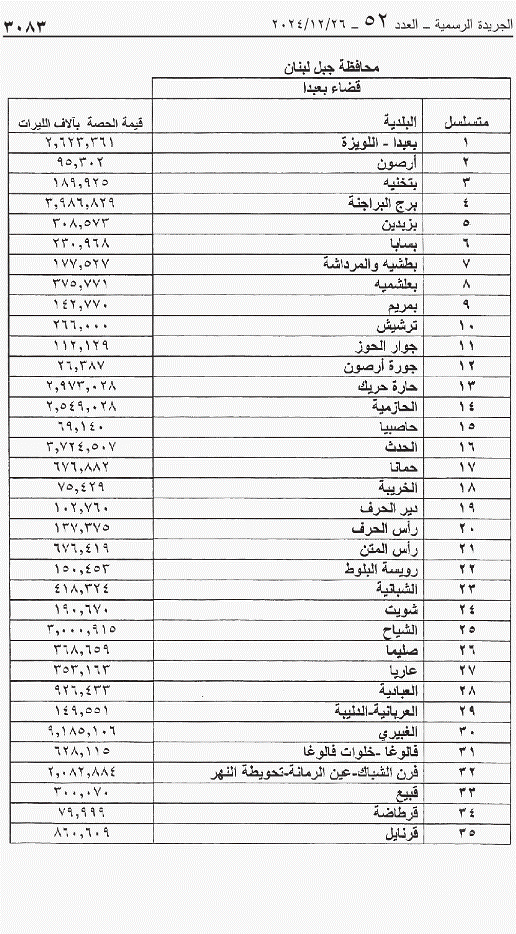 الجريدة الرسمية ــ العدد ٥٢ ــ ٢٠٢٤/١٢/٢٦ ٣٠٨٣
محافظة جبل لبنان
قضاء بعبدا
متسلسل البلدية قيمة الحصة بآلاف الليرات
١ بعبدا - اللويزة ٢,٦٢٣,٣٦١
٢ أرصون ٩٥,٣٠٢
٣ بتخنيه ١٨٩,٩٢٥
٤ برج البراجنة ٣,٩٨٦,٨٢٩
٥ بزبدين ٣٠٨,٥٧٣
٦ بسابا ٢٣٠,٩٦٨
٧ بطشيه والمرداشة ١٧٧,٥٢٧
٨ بعلشميه ٣٧٥,٧٧١
٩ بمريم ١٤٢,٧٧٠
١٠ ترشيش ٢٦٦,٠٠٠
١١ جوار الحوز ١١٢,١٢٩
١٢ جورة أرصون ٢٦,٣٨٧
١٣ حارة حريك ٢,٩٧٣,٠٢٨
١٤ الحازمية ٢,٥٤٩,٠٢٨
١٥ حاصبيا ٦٩,١٤٠
١٦ الحدث ٣,٧٢٤,٥٠٧
١٧ حمانا ٦٧٦,٨٨٢
١٨ الخريبة ٧٥,٤٢٩
١٩ دير الحرف ١٠٢,٧٦٠
٢٠ رأس الحرف ١٣٧,٣٧٥
٢١ رأس المتن ٦٧٦,٤١٩
٢٢ رويسة البلوط ١٥٠,٤٥٣
٢٣ الشبانية ٤١٨,٣٢٤
٢٤ شويت ١٩٠,٦٧٠
٢٥ الشياح ٣,٠٠٠,٩١٥
٢٦ صليما ٣٦٨,٦٥٩
٢٧ عاريا ٣٥٣,١٦٣
٢٨ العبادية ٩٢٦,٤٣٣
٢٩ العربانية-الدليبة ١٤٩,٥٥١
٣٠ الغبيري ٩,١٨٥,١٠٦
٣١ فالوغا -خلوات فالوغا ٦٢٨,١١٥
٣٢ فرن الشباك-عين الرمانة-تحويطة النهر ٢,٠٨٢,٨٨٤
٣٣ قبيع ٣٠٠,٠٧٠
٣٤ قرطاضة ٧٩,٩٩٩
٣٥ قرنايل ٨٦٠,٦٠٩